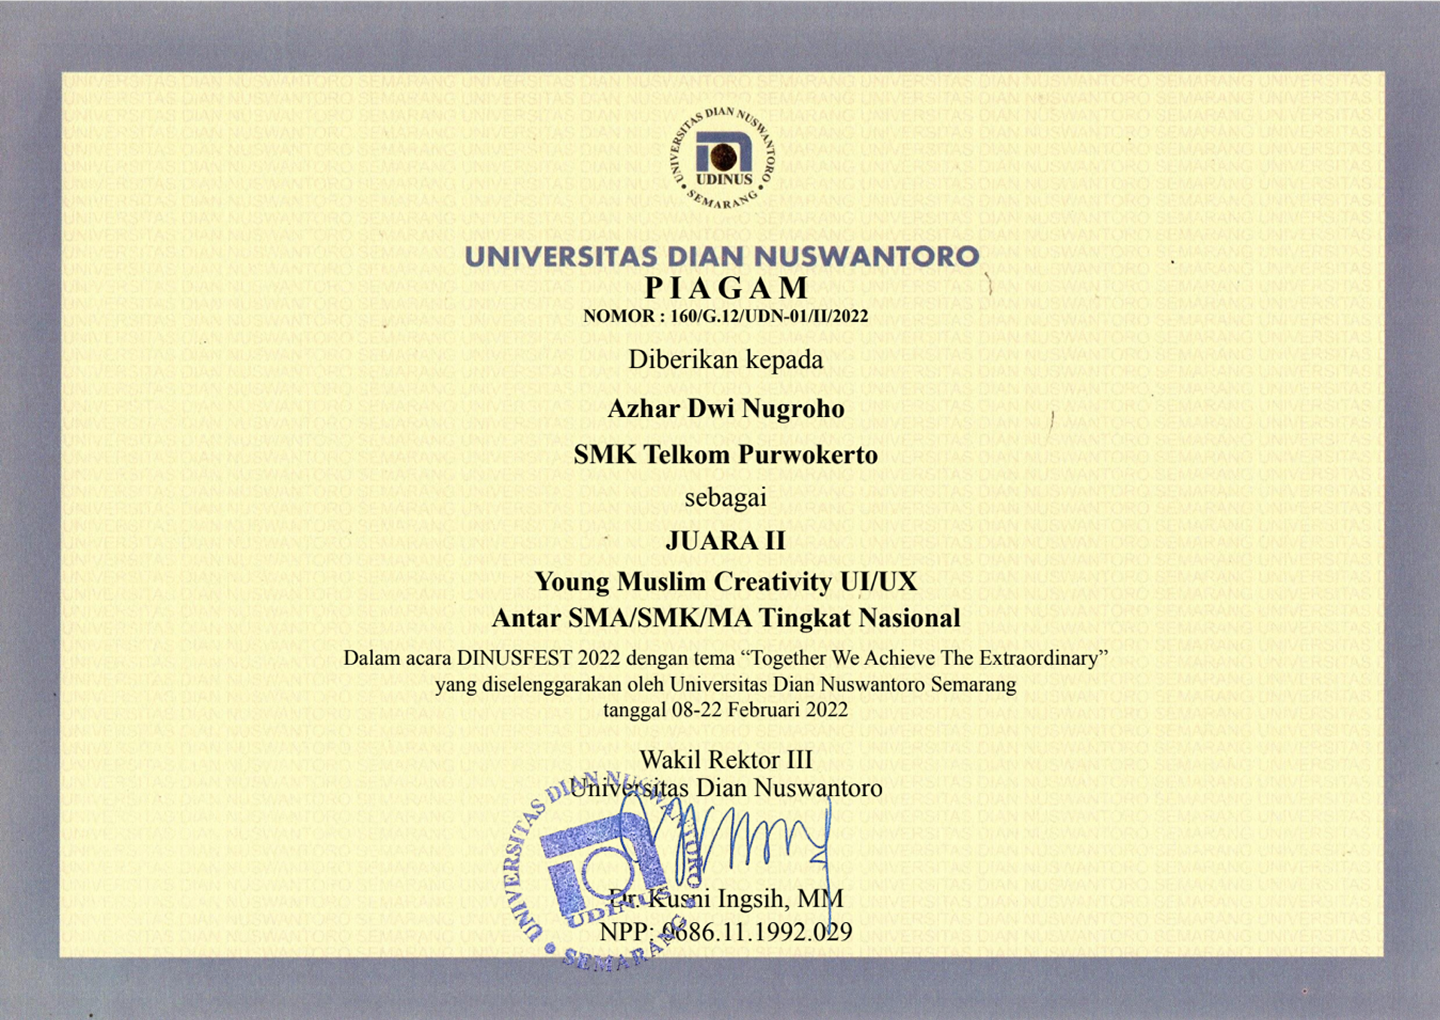 UNIVERSITAS DIAN NUSWANTORO
UDINUS
SEMARANG
UNIVERSITAS DIAN NUSWANTORO
PIAGAM
NOMOR : 160/G.12/UDN-01/II/2022
Diberikan kepada
Azhar Dwi Nugroho
SMK Telkom Purwokerto
sebagai
JUARA II
Young Muslim Creativity UI/UX
Antar SMA/SMK/MA Tingkat Nasional
Dalam acara DINUSFEST 2022 dengan tema “Together We Achieve The Extraordinary”
yang diselenggarakan oleh Universitas Dian Nuswantoro Semarang
tanggal 08-22 Februari 2022
Wakil Rektor III
Universitas Dian Nuswantoro
UNIVERSITAS DIAN NUSWANTORO
UDINUS
SEMARANG
Dr. Kusni Ingsih, MM
NPP: 0686.11.1992.029